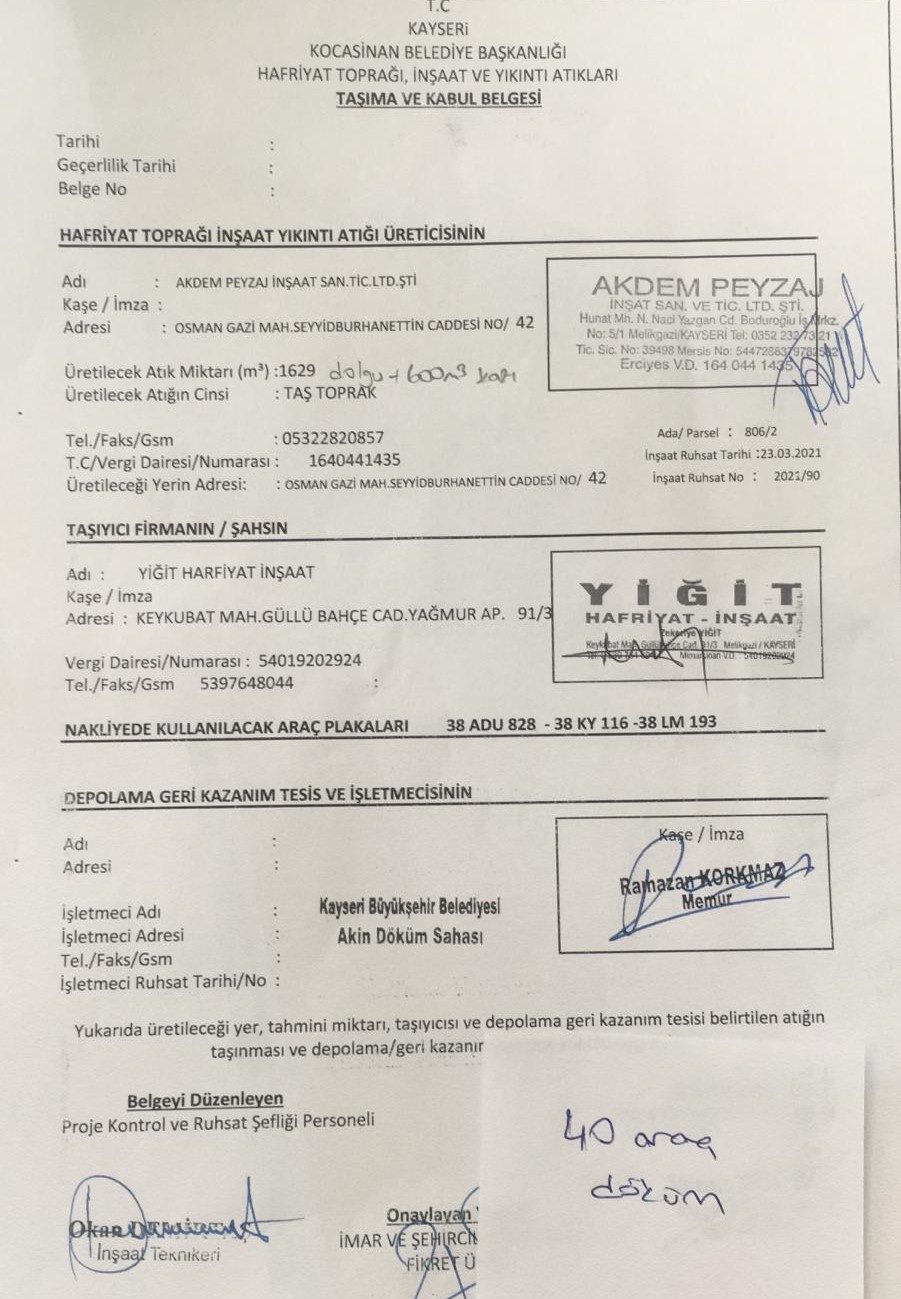 T.C
KAYSERİ
KOCASİNAN BELEDİYE BAŞKANLIĞI
HAFRİYAT TOPRAĞI, İNŞAAT VE YIKINTI ATIKLARI
TAŞIMA VE KABUL BELGESİ
Tarihi :
Geçerlilik Tarihi :
Belge No :
HAFRİYAT TOPRAĞI İNŞAAT YIKINTI ATIĞI ÜRETİCİSİNİN
Adı : AKDEM PEYZAJ İNŞAAT SAN.TİC.LTD.ŞTİ
Kaşe / İmza :
Adresi : OSMAN GAZİ MAH.SEYYİDBURHANETTİN CADDESİ NO/ 42
AKDEM PEYZAJ
İNŞAT SAN. VE TİC. LTD. ŞTİ.
Hunat Mh. N. Naci Yazgan Cd. Boduroğlu İş Mrkz.
No: 5/1 Melikgazi/KAYSERİ Tel: 0352 232 73 21
Tic. Sic. No: 39498 Mersis No:
Erciyes V.D. 164 044 1435
Üretilecek Atık Miktarı (m³) :1629 dolgu + 600m³ kazı
Üretilecek Atığın Cinsi : TAŞ TOPRAK
Tel./Faks/Gsm : 05322820857
T.C/Vergi Dairesi/Numarası : 1640441435
Üretileceği Yerin Adresi: : OSMAN GAZİ MAH.SEYYİDBURHANETTİN CADDESİ NO/ 42
Ada/ Parsel : 806/2
İnşaat Ruhsat Tarihi :23.03.2021
İnşaat Ruhsat No : 2021/90
TAŞIYICI FİRMANIN / ŞAHSIN
Adı : YİĞİT HARFİYAT İNŞAAT
Kaşe / İmza
Adresi : KEYKUBAT MAH.GÜLLÜ BAHÇE CAD.YAĞMUR AP. 91/3
Vergi Dairesi/Numarası : 54019202924
Tel./Faks/Gsm 5397648044 :
YİĞİT
HAFRİYAT - İNŞAAT
Zekeriya YİĞİT
Keykubat Mah. Güllü Bahçe Cad. 91/3 Melikgazi / KAYSERİ
Mimarsinan V.D. 54019202924
NAKLİYEDE KULLANILACAK ARAÇ PLAKALARI 38 ADU 828 - 38 KY 116 -38 LM 193
DEPOLAMA GERİ KAZANIM TESİS VE İŞLETMECİSİNİN
Adı :
Adresi :
İşletmeci Adı : Kayseri Büyükşehir Belediyesi
İşletmeci Adresi : Akin Döküm Sahası
Tel./Faks/Gsm :
İşletmeci Ruhsat Tarihi/No :
Kaşe / İmza
Ramazan KORKMAZ
Memur
Yukarıda üretileceği yer, tahmini miktarı, taşıyıcısı ve depolama geri kazanım tesisi belirtilen atığın
taşınması ve depolama/geri kazanır
Belgeyi Düzenleyen
Proje Kontrol ve Ruhsat Şefliği Personeli
Okan
İnşaat Teknikeri
Onaylayan
İMAR VE ŞEHİRCİ
FİKRET Ü
40 araç
döküm